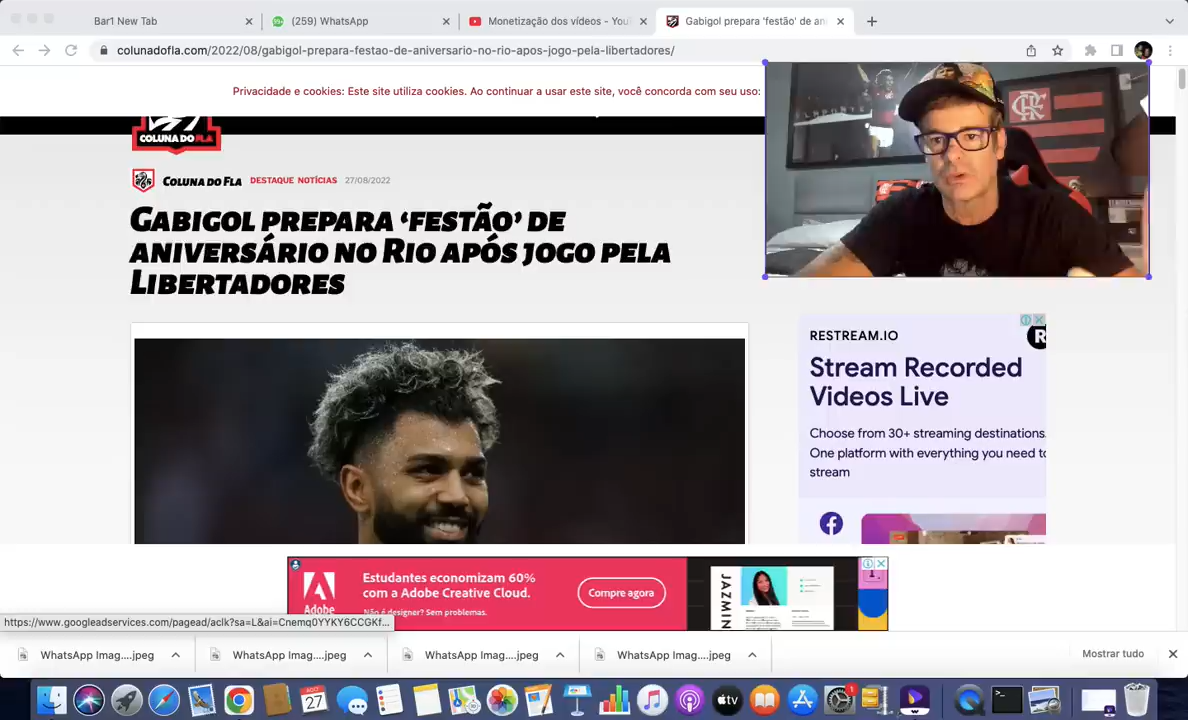 Bar1 New Tab
(259) WhatsApp
Monetização dos vídeos - You
Gabigol prepara 'festão' de an
colunadofla.com/2022/08/gabigol-prepara-festao-de-aniversario-no-rio-apos-jogo-pela-libertadores/
Privacidade e cookies: Este site utiliza cookies. Ao continuar a usar este site, você concorda com seu uso:
COLUNA DO FLA
COLUNA DO FLA DESTAQUE NOTÍCIAS 27/08/2022
GABIGOL PREPARA ‘FESTÃO’ DE
ANIVERSÁRIO NO RIO APÓS JOGO PELA
LIBERTADORES
RESTREAM.IO
R
Stream Recorded
Videos Live
Choose from 30+ streaming destinations.
One platform with everything you need to
stream
Adobe
Estudantes economizam 60%
com a Adobe Creative Cloud.
Não é designer? Sem problemas.
Compre agora
JAZMIN
https://www.googleadservices.com/pagead/aclk?sa=L&ai=Cnemq0YYKY6CCGKf...
WhatsApp Imag....jpeg
WhatsApp Imag....jpeg
WhatsApp Imag....jpeg
WhatsApp Imag....jpeg
Mostrar tudo
AGO
27
tv
1